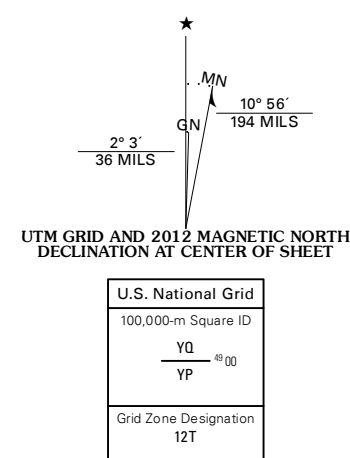 ★
MN
GN
10° 56´
194 MILS
2° 3´
36 MILS
UTM GRID AND 2012 MAGNETIC NORTH
DECLINATION AT CENTER OF SHEET
U.S. National Grid
100,000-m Square ID
YQ
49 00
YP
Grid Zone Designation
12T